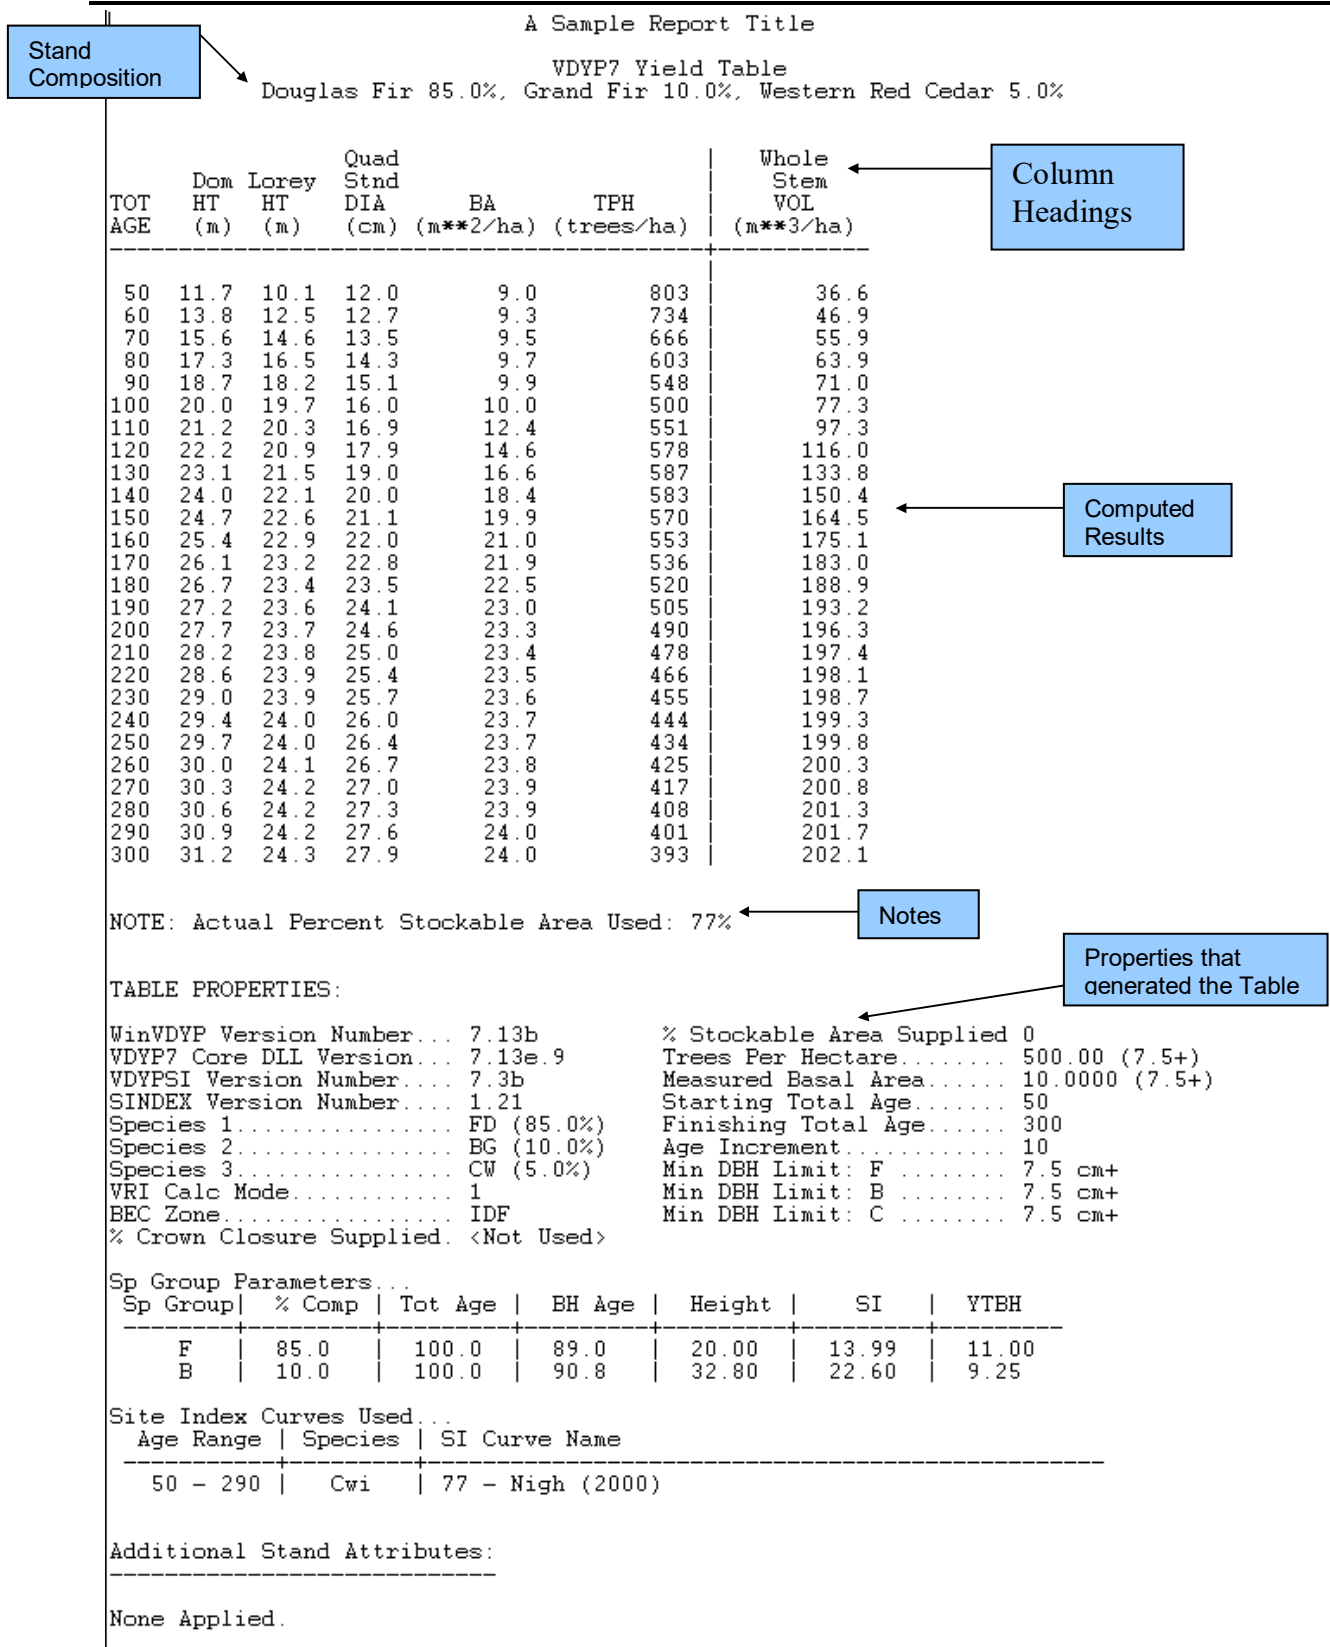 A Sample Report Title
Stand
Composition
VDYP7 Yield Table
Douglas Fir 85.0%, Grand Fir 10.0%, Western Red Cedar 5.0%
Quad | Whole
Dom Lorey Stnd | Stem
TOT HT HT DIA BA TPH | VOL
AGE (m) (m) (cm) (m**2/ha) (trees/ha) | (m**3/ha)
Column
Headings
50 11.7 10.1 12.0 9.0 803 | 36.6
60 13.8 12.5 12.7 9.3 734 | 46.9
70 15.6 14.6 13.5 9.5 666 | 55.9
80 17.3 16.5 14.3 9.7 603 | 63.9
90 18.7 18.2 15.1 9.9 548 | 71.0
100 20.0 19.7 16.0 10.0 500 | 77.3
110 21.2 20.3 16.9 12.4 551 | 97.3
120 22.2 20.9 17.9 14.6 578 | 116.0
130 23.1 21.5 19.0 16.6 587 | 133.8
140 24.0 22.1 20.0 18.4 583 | 150.4
150 24.7 22.6 21.1 19.9 570 | 164.5
160 25.4 22.9 22.0 21.0 553 | 175.1
170 26.1 23.2 22.8 21.9 536 | 183.0
180 26.7 23.4 23.5 22.5 520 | 188.9
190 27.2 23.6 24.1 23.0 505 | 193.2
200 27.7 23.7 24.6 23.3 490 | 196.3
210 28.2 23.8 25.0 23.4 478 | 197.4
220 28.6 23.9 25.4 23.5 466 | 198.1
230 29.0 23.9 25.7 23.6 455 | 198.7
240 29.4 24.0 26.0 23.7 444 | 199.3
250 29.7 24.0 26.4 23.7 434 | 199.8
260 30.0 24.1 26.7 23.8 425 | 200.3
270 30.3 24.2 27.0 23.9 417 | 200.8
280 30.6 24.2 27.3 23.9 408 | 201.3
290 30.9 24.2 27.6 24.0 401 | 201.7
300 31.2 24.3 27.9 24.0 393 | 202.1
Computed
Results
NOTE: Actual Percent Stockable Area Used: 77%
Notes
Properties that
generated the Table
TABLE PROPERTIES:
WinVDYP Version Number... 7.13b % Stockable Area Supplied 0
VDYP7 Core DLL Version... 7.13e.9 Trees Per Hectare........ 500.00 (7.5+)
VDYPSI Version Number.... 7.3b Measured Basal Area...... 10.0000 (7.5+)
SINDEX Version Number.... 1.21 Starting Total Age....... 50
Species 1................ FD (85.0%) Finishing Total Age...... 300
Species 2................ BG (10.0%) Age Increment............ 10
Species 3................ CW (5.0%) Min DBH Limit: F ........ 7.5 cm+
VRI Calc Mode............ 1 Min DBH Limit: B ........ 7.5 cm+
BEC Zone................. IDF Min DBH Limit: C ........ 7.5 cm+
% Crown Closure Supplied. <Not Used>
Sp Group Parameters...
Sp Group| % Comp | Tot Age | BH Age | Height | SI | YTBH
F | 85.0 | 100.0 | 89.0 | 20.00 | 13.99 | 11.00
B | 10.0 | 100.0 | 90.8 | 32.80 | 22.60 | 9.25
Site Index Curves Used...
Age Range | Species | SI Curve Name
50 - 290 | Cwi | 77 - Nigh (2000)
Additional Stand Attributes:
None Applied.